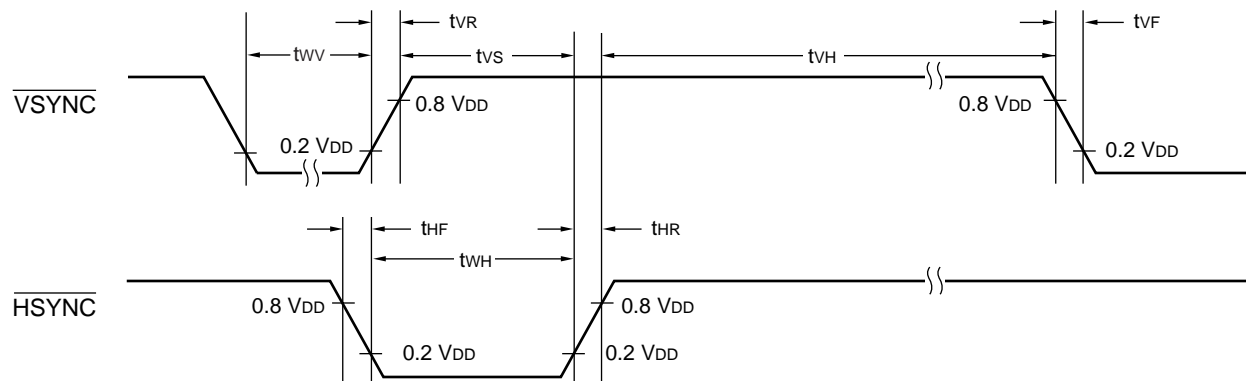 tVR
tVF
tWV
tVS
tVH
VSYNC
0.8 VDD
0.8 VDD
0.2 VDD
0.2 VDD
tHF
tHR
tWH
HSYNC
0.8 VDD
0.8 VDD
0.2 VDD
0.2 VDD